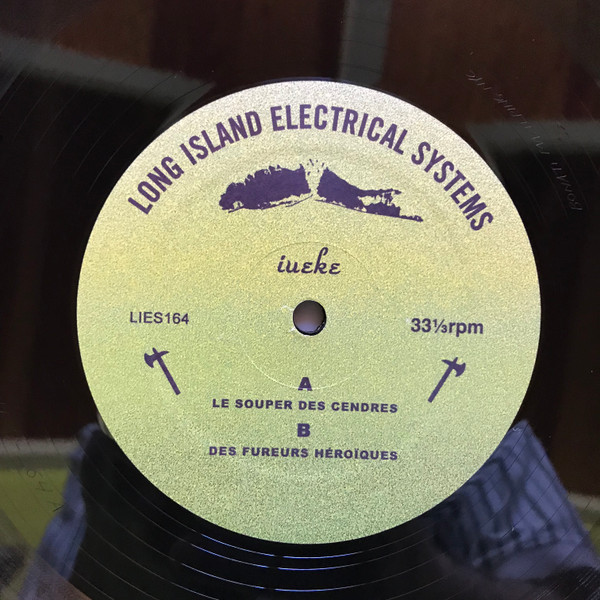 LONG ISLAND ELECTRICAL SYSTEMS
iueke
LIES164
33⅓rpm
A
LE SOUPER DES CENDRES
B
DES FUREURS HÉROÏQUES